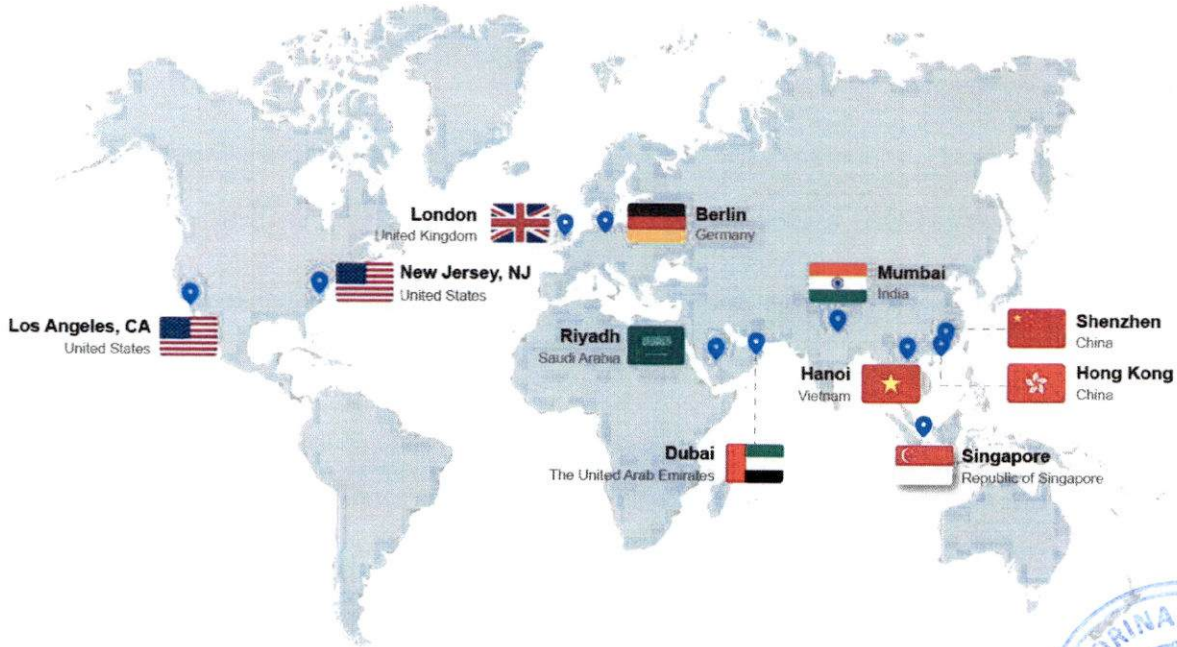 London
United Kingdom
Berlin
Germany
New Jersey, NJ
United States
Mumbai
India
Los Angeles, CA
United States
Riyadh
Saudi Arabia
Shenzhen
China
Hanoi
Vietnam
Hong Kong
China
Dubai
The United Arab Emirates
Singapore
Republic of Singapore